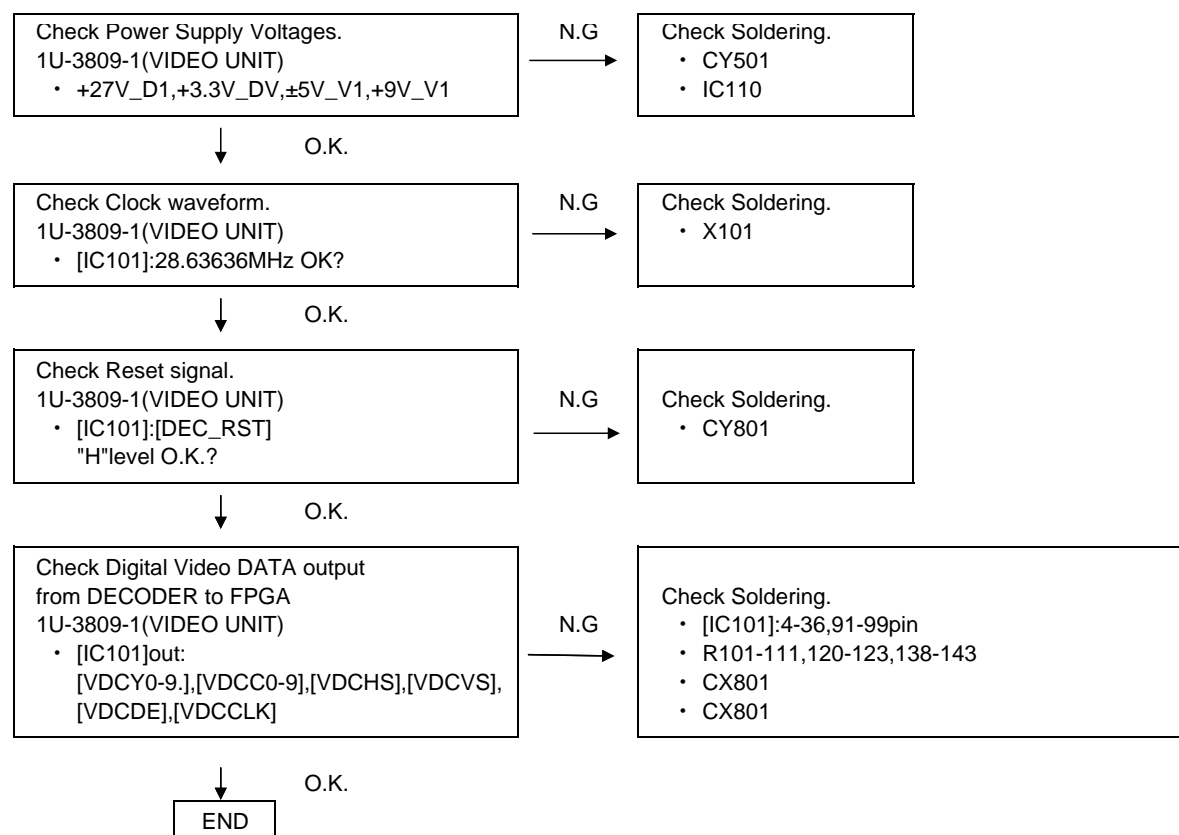 Check Power Supply Voltages.
1U-3809-1(VIDEO UNIT)
・ +27V_D1,+3.3V_DV,±5V_V1,+9V_V1
N.G
Check Soldering.
・ CY501
・ IC110
O.K.
Check Clock waveform.
1U-3809-1(VIDEO UNIT)
・ [IC101]:28.63636MHz OK?
N.G
Check Soldering.
・ X101
O.K.
Check Reset signal.
1U-3809-1(VIDEO UNIT)
・ [IC101]:[DEC_RST]
"H"level O.K.?
N.G
Check Soldering.
・ CY801
O.K.
Check Digital Video DATA output
from DECODER to FPGA
1U-3809-1(VIDEO UNIT)
・ [IC101]out:
[VDCY0-9.],[VDCC0-9],[VDCHS],[VDCVS],
[VDCDE],[VDCCLK]
N.G
Check Soldering.
・ [IC101]:4-36,91-99pin
・ R101-111,120-123,138-143
・ CX801
・ CX801
O.K.
END